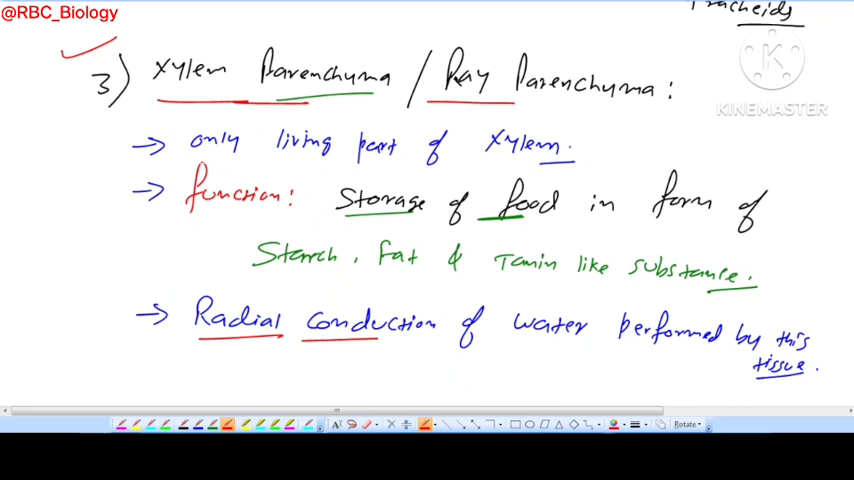 @RBC_Biology
Tracheids
K
KINEMASTER
3) Xylem Parenchyma / Ray Parenchyma :
→ only living part of xylem.
→ function : Storage of food in form of
Starch, fat & Tanin like substance.
→ Radial conduction of water performed by this
tissue.
Rotate